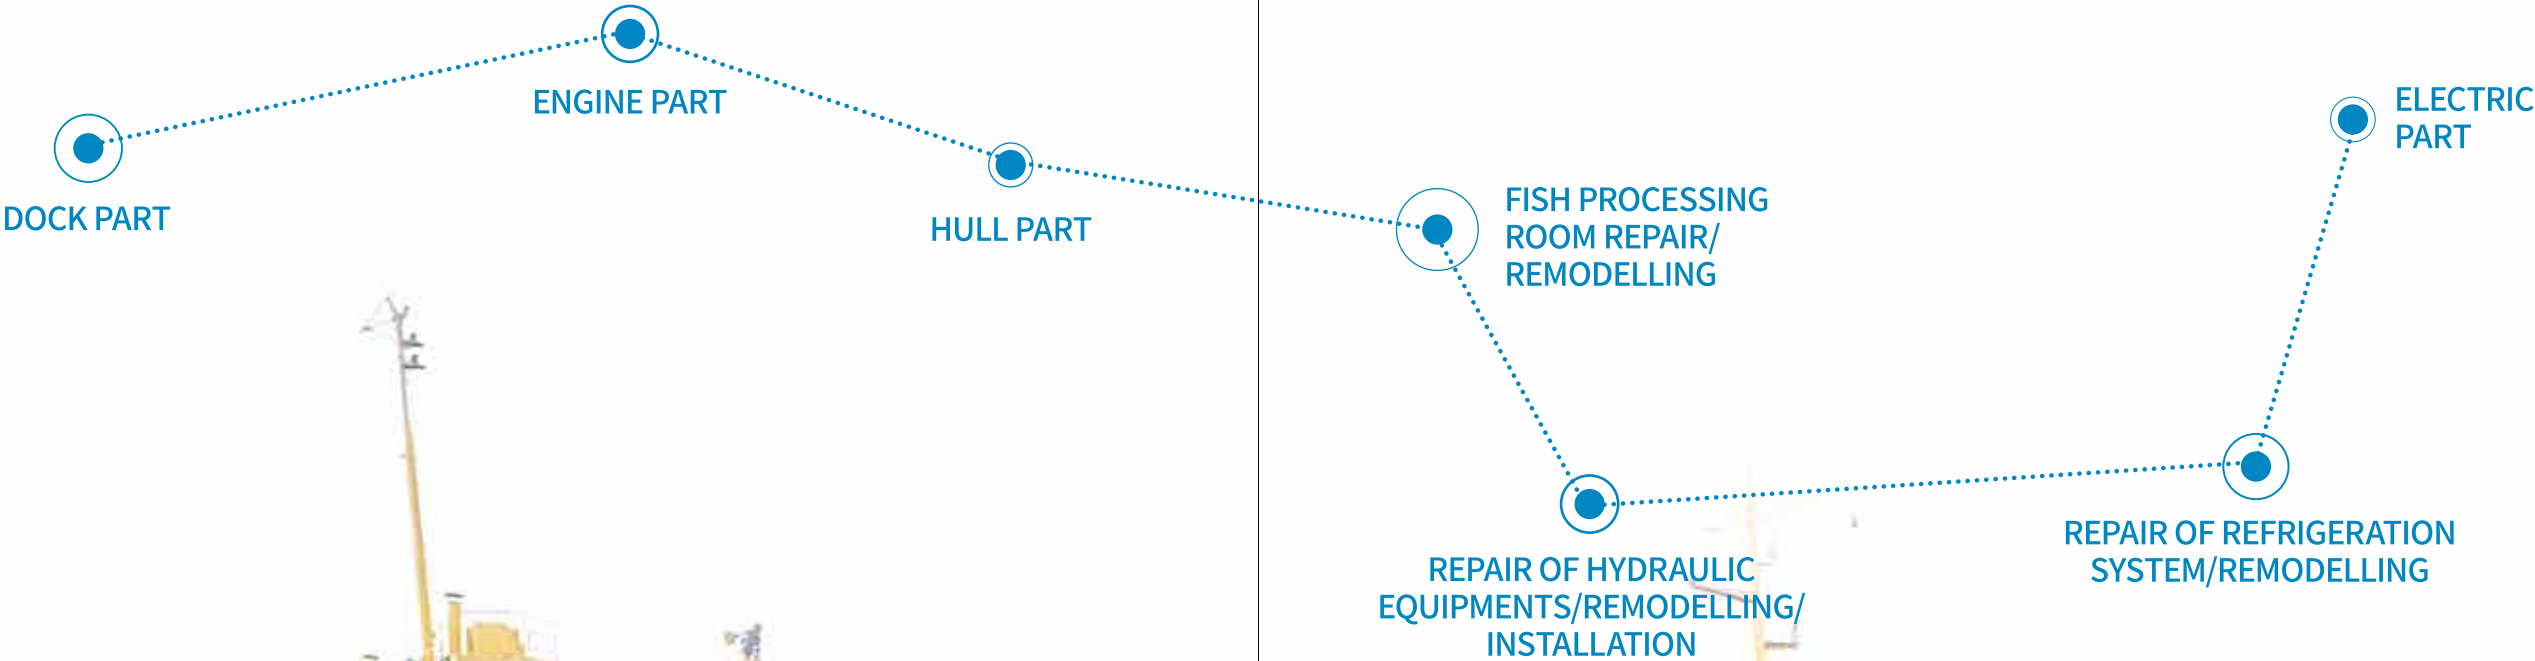 DOCK PART
ENGINE PART
HULL PART
FISH PROCESSING
ROOM REPAIR/
REMODELLING
REPAIR OF HYDRAULIC
EQUIPMENTS/REMODELLING/
INSTALLATION
REPAIR OF REFRIGERATION
SYSTEM/REMODELLING
ELECTRIC
PART